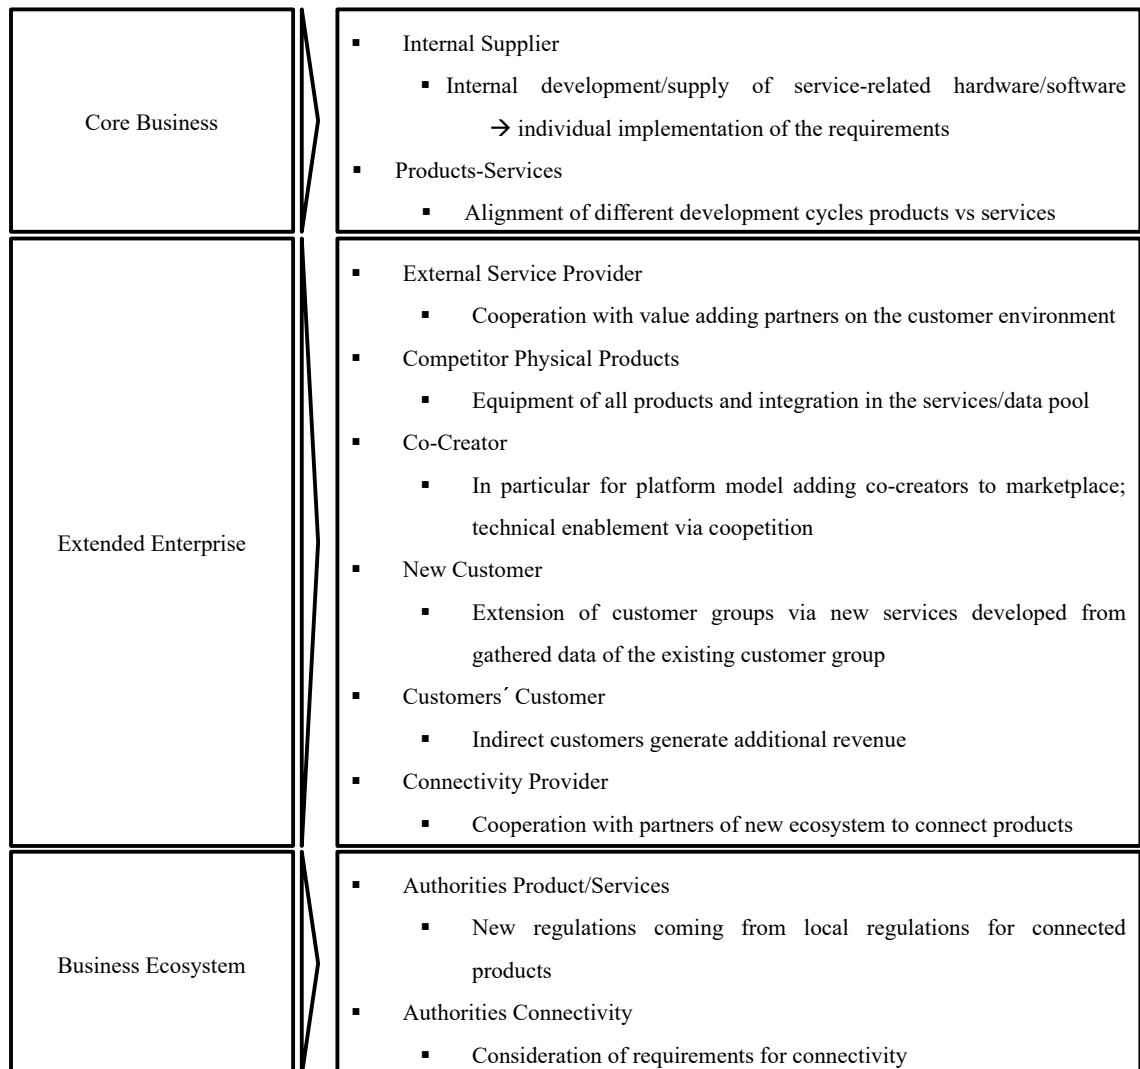 Core Business
▪ Internal Supplier
▪ Internal development/supply of service-related hardware/software
→ individual implementation of the requirements
▪ Products-Services
▪ Alignment of different development cycles products vs services
Extended Enterprise
▪ External Service Provider
▪ Cooperation with value adding partners on the customer environment
▪ Competitor Physical Products
▪ Equipment of all products and integration in the services/data pool
▪ Co-Creator
▪ In particular for platform model adding co-creators to marketplace;
technical enablement via coopetition
▪ New Customer
▪ Extension of customer groups via new services developed from
gathered data of the existing customer group
▪ Customers´ Customer
▪ Indirect customers generate additional revenue
▪ Connectivity Provider
▪ Cooperation with partners of new ecosystem to connect products
Business Ecosystem
▪ Authorities Product/Services
▪ New regulations coming from local regulations for connected
products
▪ Authorities Connectivity
▪ Consideration of requirements for connectivity